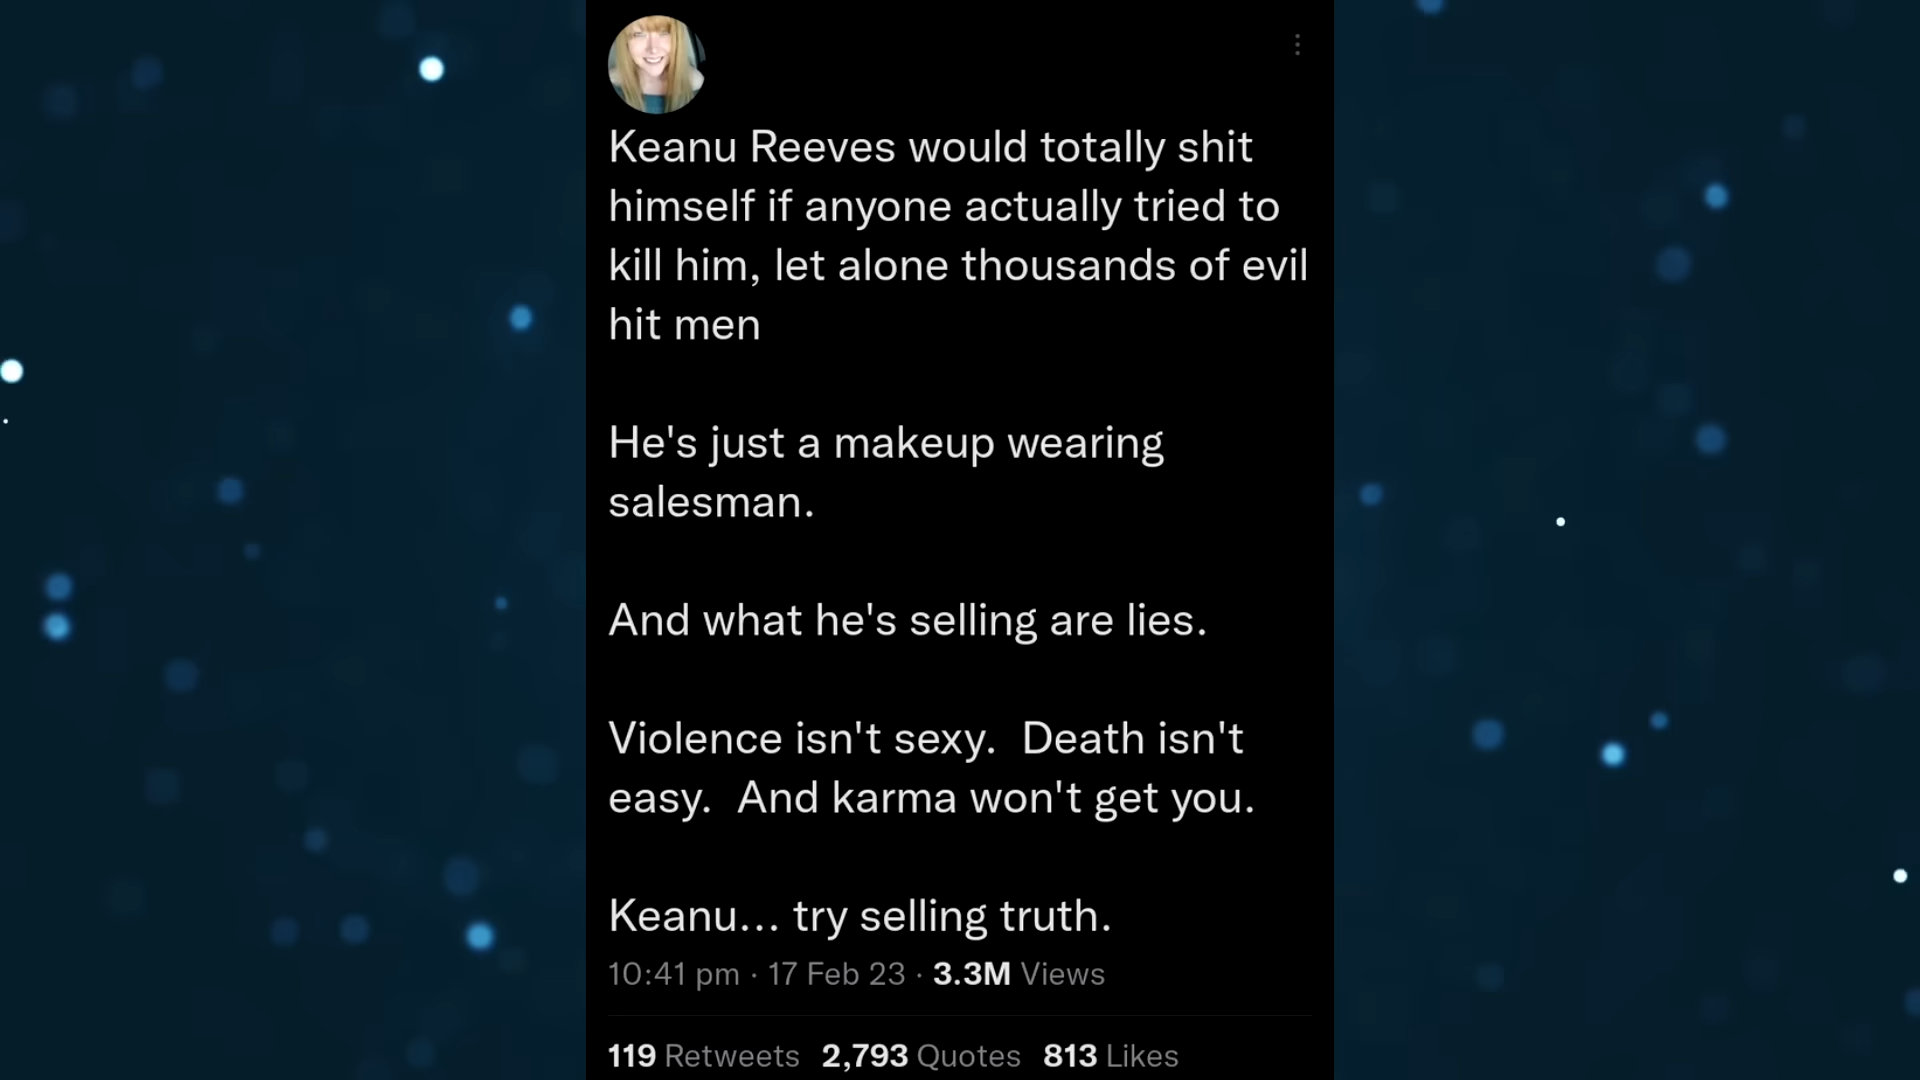 Keanu Reeves would totally shit
himself if anyone actually tried to
kill him, let alone thousands of evil
hit men
He's just a makeup wearing
salesman.
And what he's selling are lies.
Violence isn't sexy.  Death isn't
easy.  And karma won't get you.
Keanu... try selling truth.
10:41 pm · 17 Feb 23 · 3.3M Views
119 Retweets 2,793 Quotes 813 Likes